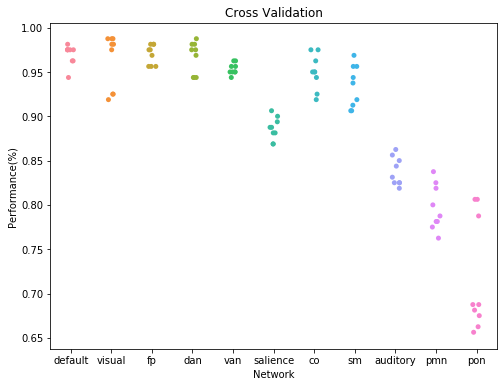 Cross Validation
Performance(%)
1.00
0.95
0.90
0.85
0.80
0.75
0.70
0.65
default visual fp dan van salience co sm auditory pmn pon
Network